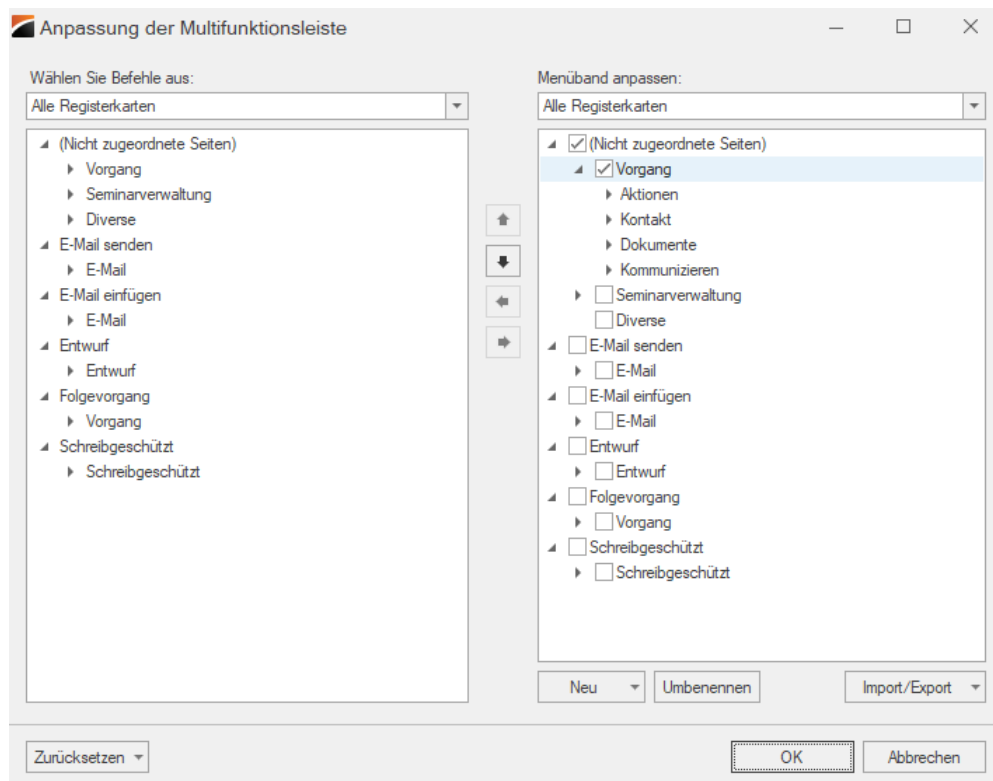 Anpassung der Multifunktionsleiste
Wählen Sie Befehle aus:
Alle Registerkarten
(Nicht zugeordnete Seiten)
Vorgang
Seminarverwaltung
Diverse
E-Mail senden
E-Mail
E-Mail einfügen
E-Mail
Entwurf
Entwurf
Folgevorgang
Vorgang
Schreibgeschützt
Schreibgeschützt
Menüband anpassen:
Alle Registerkarten
(Nicht zugeordnete Seiten)
Vorgang
Aktionen
Kontakt
Dokumente
Kommunizieren
Seminarverwaltung
Diverse
E-Mail senden
E-Mail
E-Mail einfügen
E-Mail
Entwurf
Entwurf
Folgevorgang
Vorgang
Schreibgeschützt
Schreibgeschützt
Neu
Umbenennen
Import/Export
Zurücksetzen
OK
Abbrechen